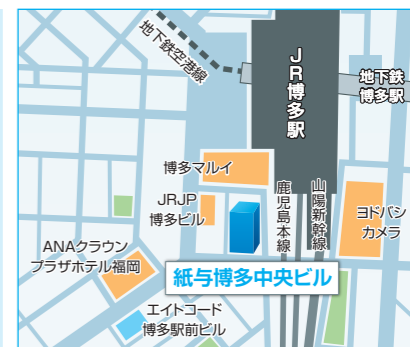 地下鉄空港線
JR博多駅
地下鉄
博多駅
博多マルイ
JRJP
博多ビル
鹿児島本線
山陽新幹線
ヨドバシ
カメラ
ANAクラウン
プラザホテル福岡
紙与博多中央ビル
エイトコード
博多駅前ビル